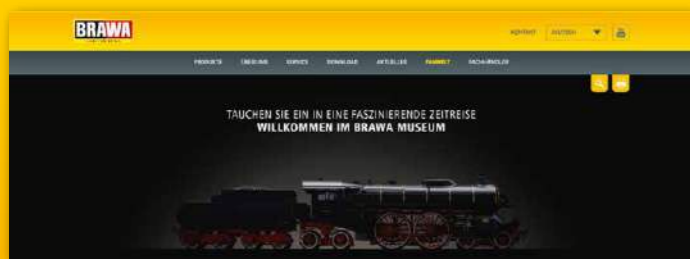 BRAWA
KONTAKT
PRODUKTE ÜBER UNS SERVICE DOWNLOAD AKTUELLES FANWELT FACHHÄNDLER
TAUCHEN SIE EIN IN EINE FASZINIERENDE ZEITREISE
WILLKOMMEN IM BRAWA MUSEUM